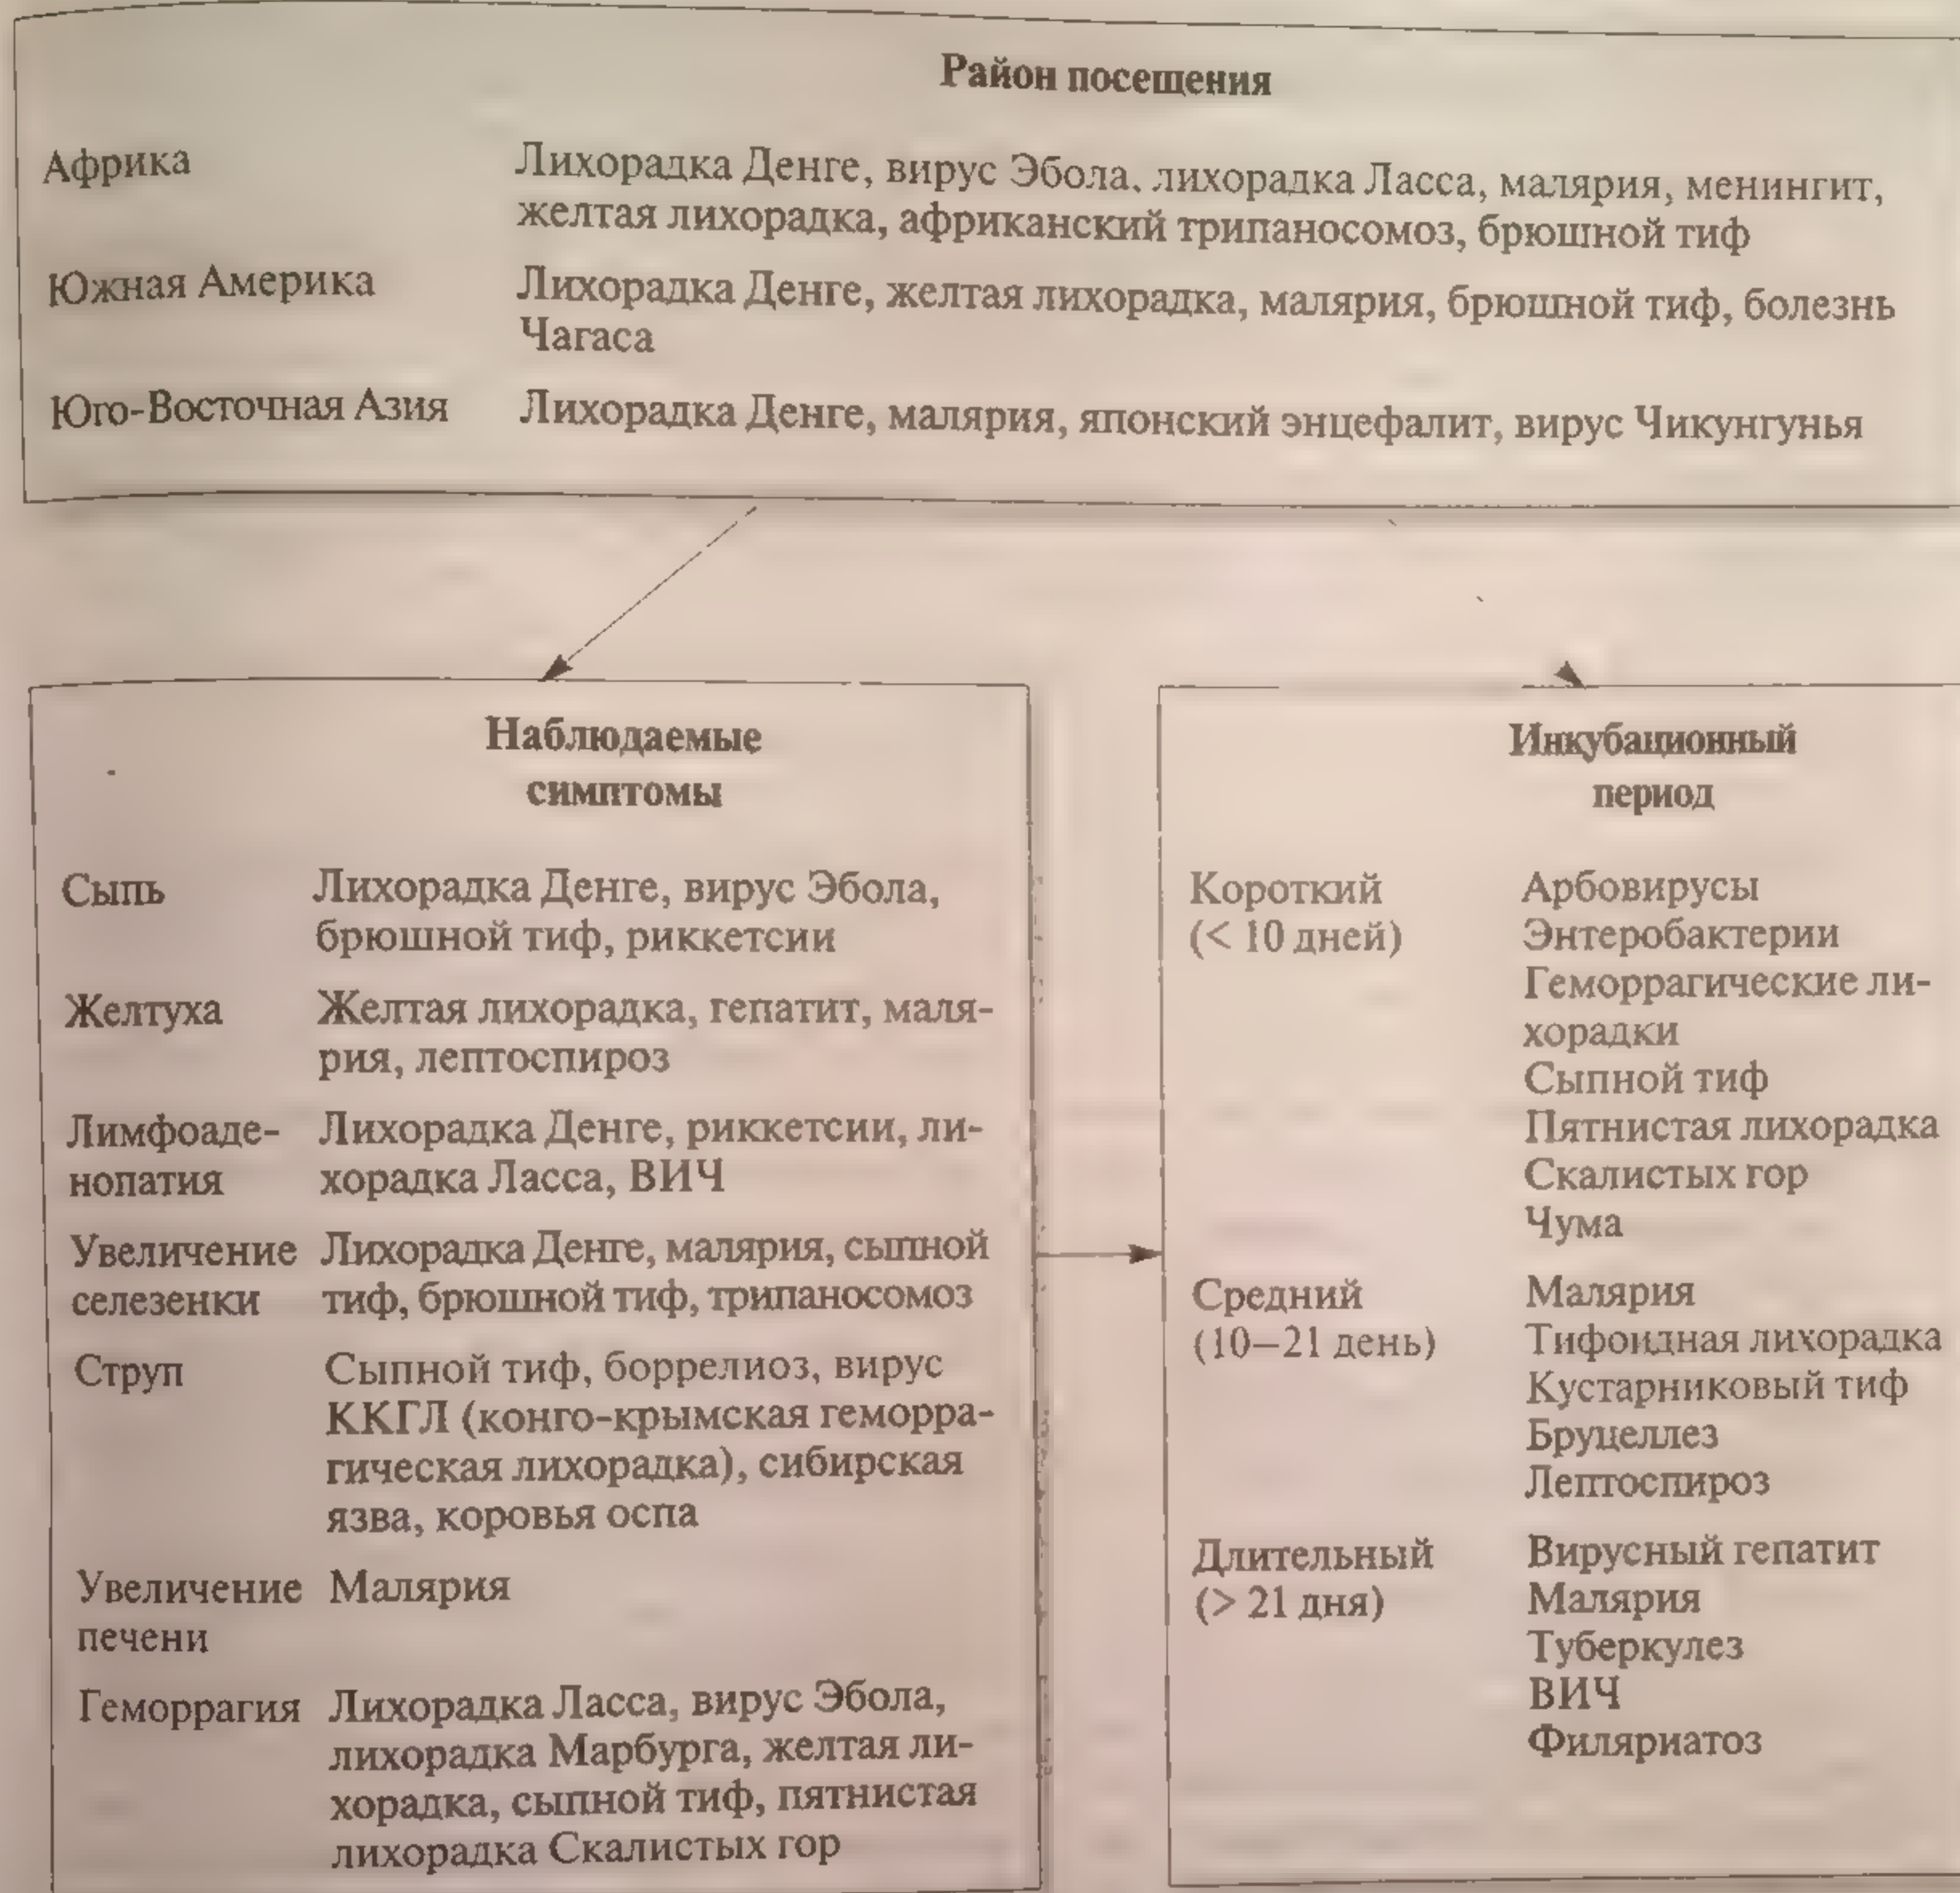 Район посещения
Африка
Лихорадка Денге, вирус Эбола, лихорадка Ласса, малярия, менингит,
желтая лихорадка, африканский трипаносомоз, брюшной тиф
Южная Америка
Лихорадка Денге, желтая лихорадка, малярия, брюшной тиф, болезнь
Чагаса
Юго-Восточная Азия
Лихорадка Денге, малярия, японский энцефалит, вирус Чикунгунья
Наблюдаемые
симптомы
Сыпь
Лихорадка Денге, вирус Эбола,
брюшной тиф, риккетсии
Желтуха
Желтая лихорадка, гепатит, маля-
рия, лептоспироз
Лимфоаде-
нопатия
Лихорадка Денге, риккетсии, ли-
хорадка Ласса, ВИЧ
Увеличение
селезенки
Лихорадка Денге, малярия, сыпной
тиф, брюшной тиф, трипаносомоз
Струп
Сыпной тиф, боррелиоз, вирус
ККГЛ (конго-крымская геморра-
гическая лихорадка), сибирская
язва, коровья оспа
Увеличение
печени
Малярия
Геморрагия
Лихорадка Ласса, вирус Эбола,
лихорадка Марбурга, желтая ли-
хорадка, сыпной тиф, пятнистая
лихорадка Скалистых гор
Инкубационный
период
Короткий
(< 10 дней)
Арбовирусы
Энтеробактерии
Геморрагические ли-
хорадки
Сыпной тиф
Пятнистая лихорадка
Скалистых гор
Чума
Средний
(10–21 день)
Малярия
Тифоидная лихорадка
Кустарниковый тиф
Бруцеллез
Лептоспироз
Длительный
(> 21 дня)
Вирусный гепатит
Малярия
Туберкулез
ВИЧ
Филяриатоз